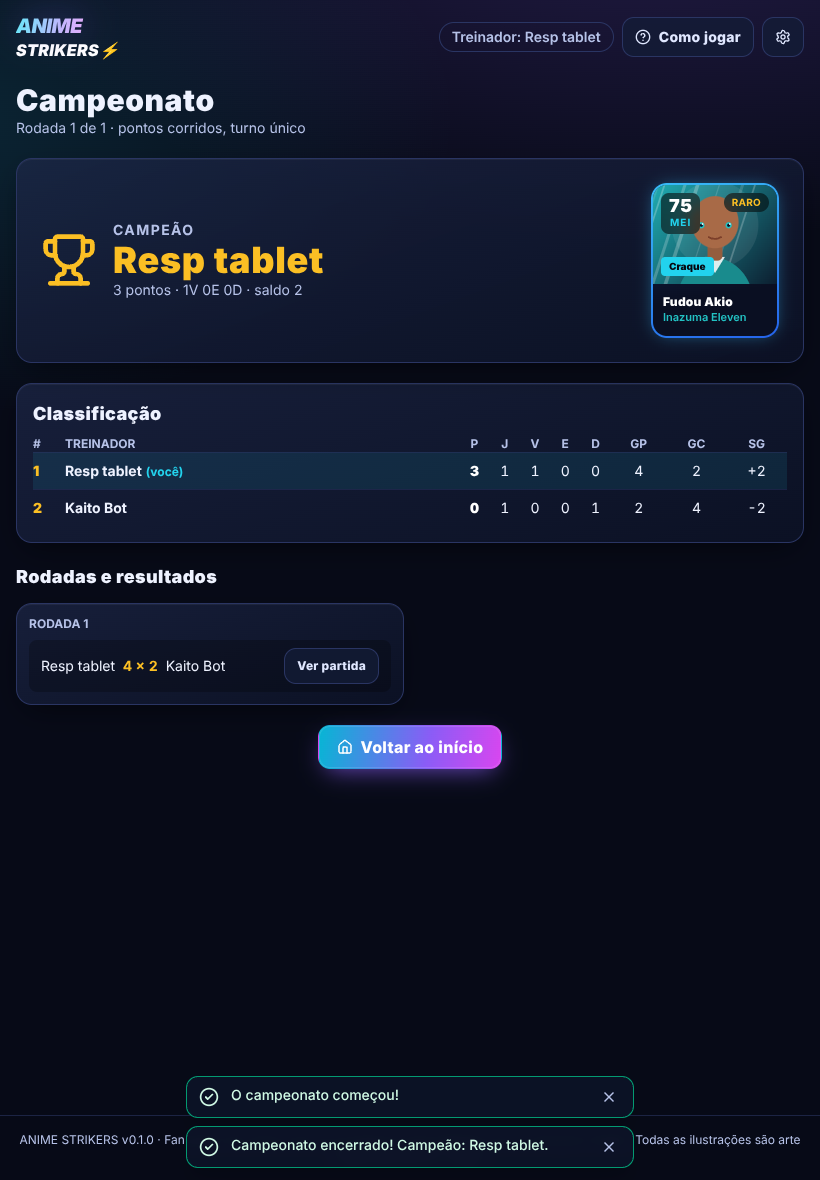 ANIME
STRIKERS⚡
Treinador: Resp tablet
Como jogar
Campeonato
Rodada 1 de 1 · pontos corridos, turno único
CAMPEÃO
Resp tablet
3 pontos · 1V 0E 0D · saldo 2
75
MEI
RARO
Craque
Fudou Akio
Inazuma Eleven
Classificação
# TREINADOR P J V E D GP GC SG
1 Resp tablet (você) 3 1 1 0 0 4 2 +2
2 Kaito Bot 0 1 0 0 1 2 4 -2
Rodadas e resultados
RODADA 1
Resp tablet 4 × 2 Kaito Bot
Ver partida
Voltar ao início
O campeonato começou!
Campeonato encerrado! Campeão: Resp tablet.
ANIME STRIKERS v0.1.0 · Fan
Todas as ilustrações são arte